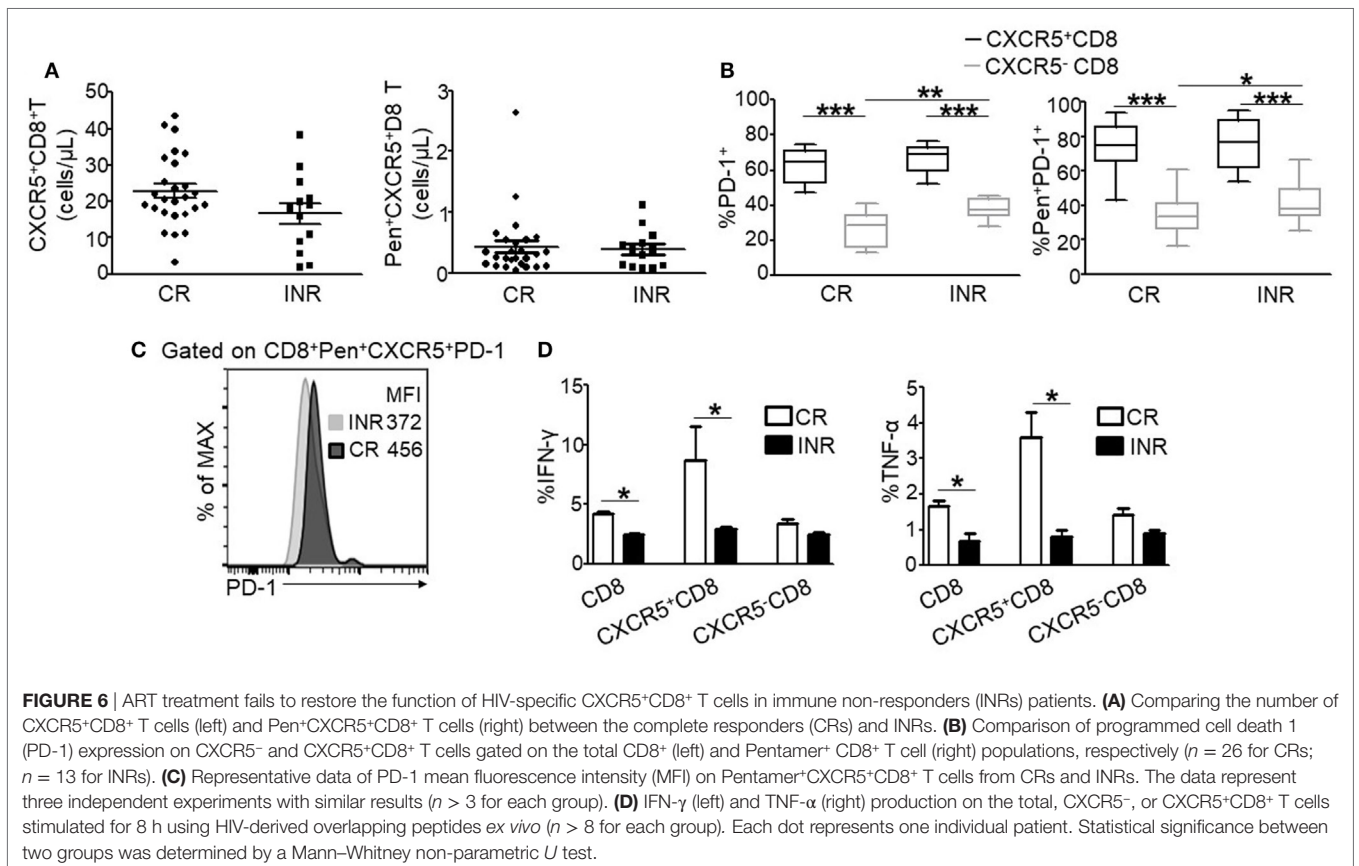 A
CXCR5⁺CD8⁺T
(cells/μL)
50
40
30
20
10
0
CR
INR
Pen⁺CXCR5⁺D8 T
(cells/μL)
3
2
1
0
CR
INR
B
CXCR5⁺CD8
CXCR5⁻ CD8
%PD-1⁺
100
80
60
40
20
0
***
**
***
CR
INR
%Pen⁺PD-1⁺
100
80
60
40
20
0
***
*
***
CR
INR
C Gated on CD8⁺Pen⁺CXCR5⁺PD-1
% of MAX
MFI
INR 372
CR 456
PD-1
D
%IFN-γ
15
10
5
0
*
*
CR
INR
CD8
CXCR5⁺CD8
CXCR5⁻CD8
%TNF-α
5
4
3
2
1
0
*
*
CR
INR
CD8
CXCR5⁺CD8
CXCR5⁻CD8
FIGURE 6 | ART treatment fails to restore the function of HIV-specific CXCR5⁺CD8⁺ T cells in immune non-responders (INRs) patients. (A) Comparing the number of
CXCR5⁺CD8⁺ T cells (left) and Pen⁺CXCR5⁺CD8⁺ T cells (right) between the complete responders (CRs) and INRs. (B) Comparison of programmed cell death 1
(PD-1) expression on CXCR5⁻ and CXCR5⁺CD8⁺ T cells gated on the total CD8⁺ (left) and Pentamer⁺ CD8⁺ T cell (right) populations, respectively (n = 26 for CRs;
n = 13 for INRs). (C) Representative data of PD-1 mean fluorescence intensity (MFI) on Pentamer⁺CXCR5⁺CD8⁺ T cells from CRs and INRs. The data represent
three independent experiments with similar results (n > 3 for each group). (D) IFN-γ (left) and TNF-α (right) production on the total, CXCR5⁻, or CXCR5⁺CD8⁺ T cells
stimulated for 8 h using HIV-derived overlapping peptides ex vivo (n > 8 for each group). Each dot represents one individual patient. Statistical significance between
two groups was determined by a Mann–Whitney non-parametric U test.